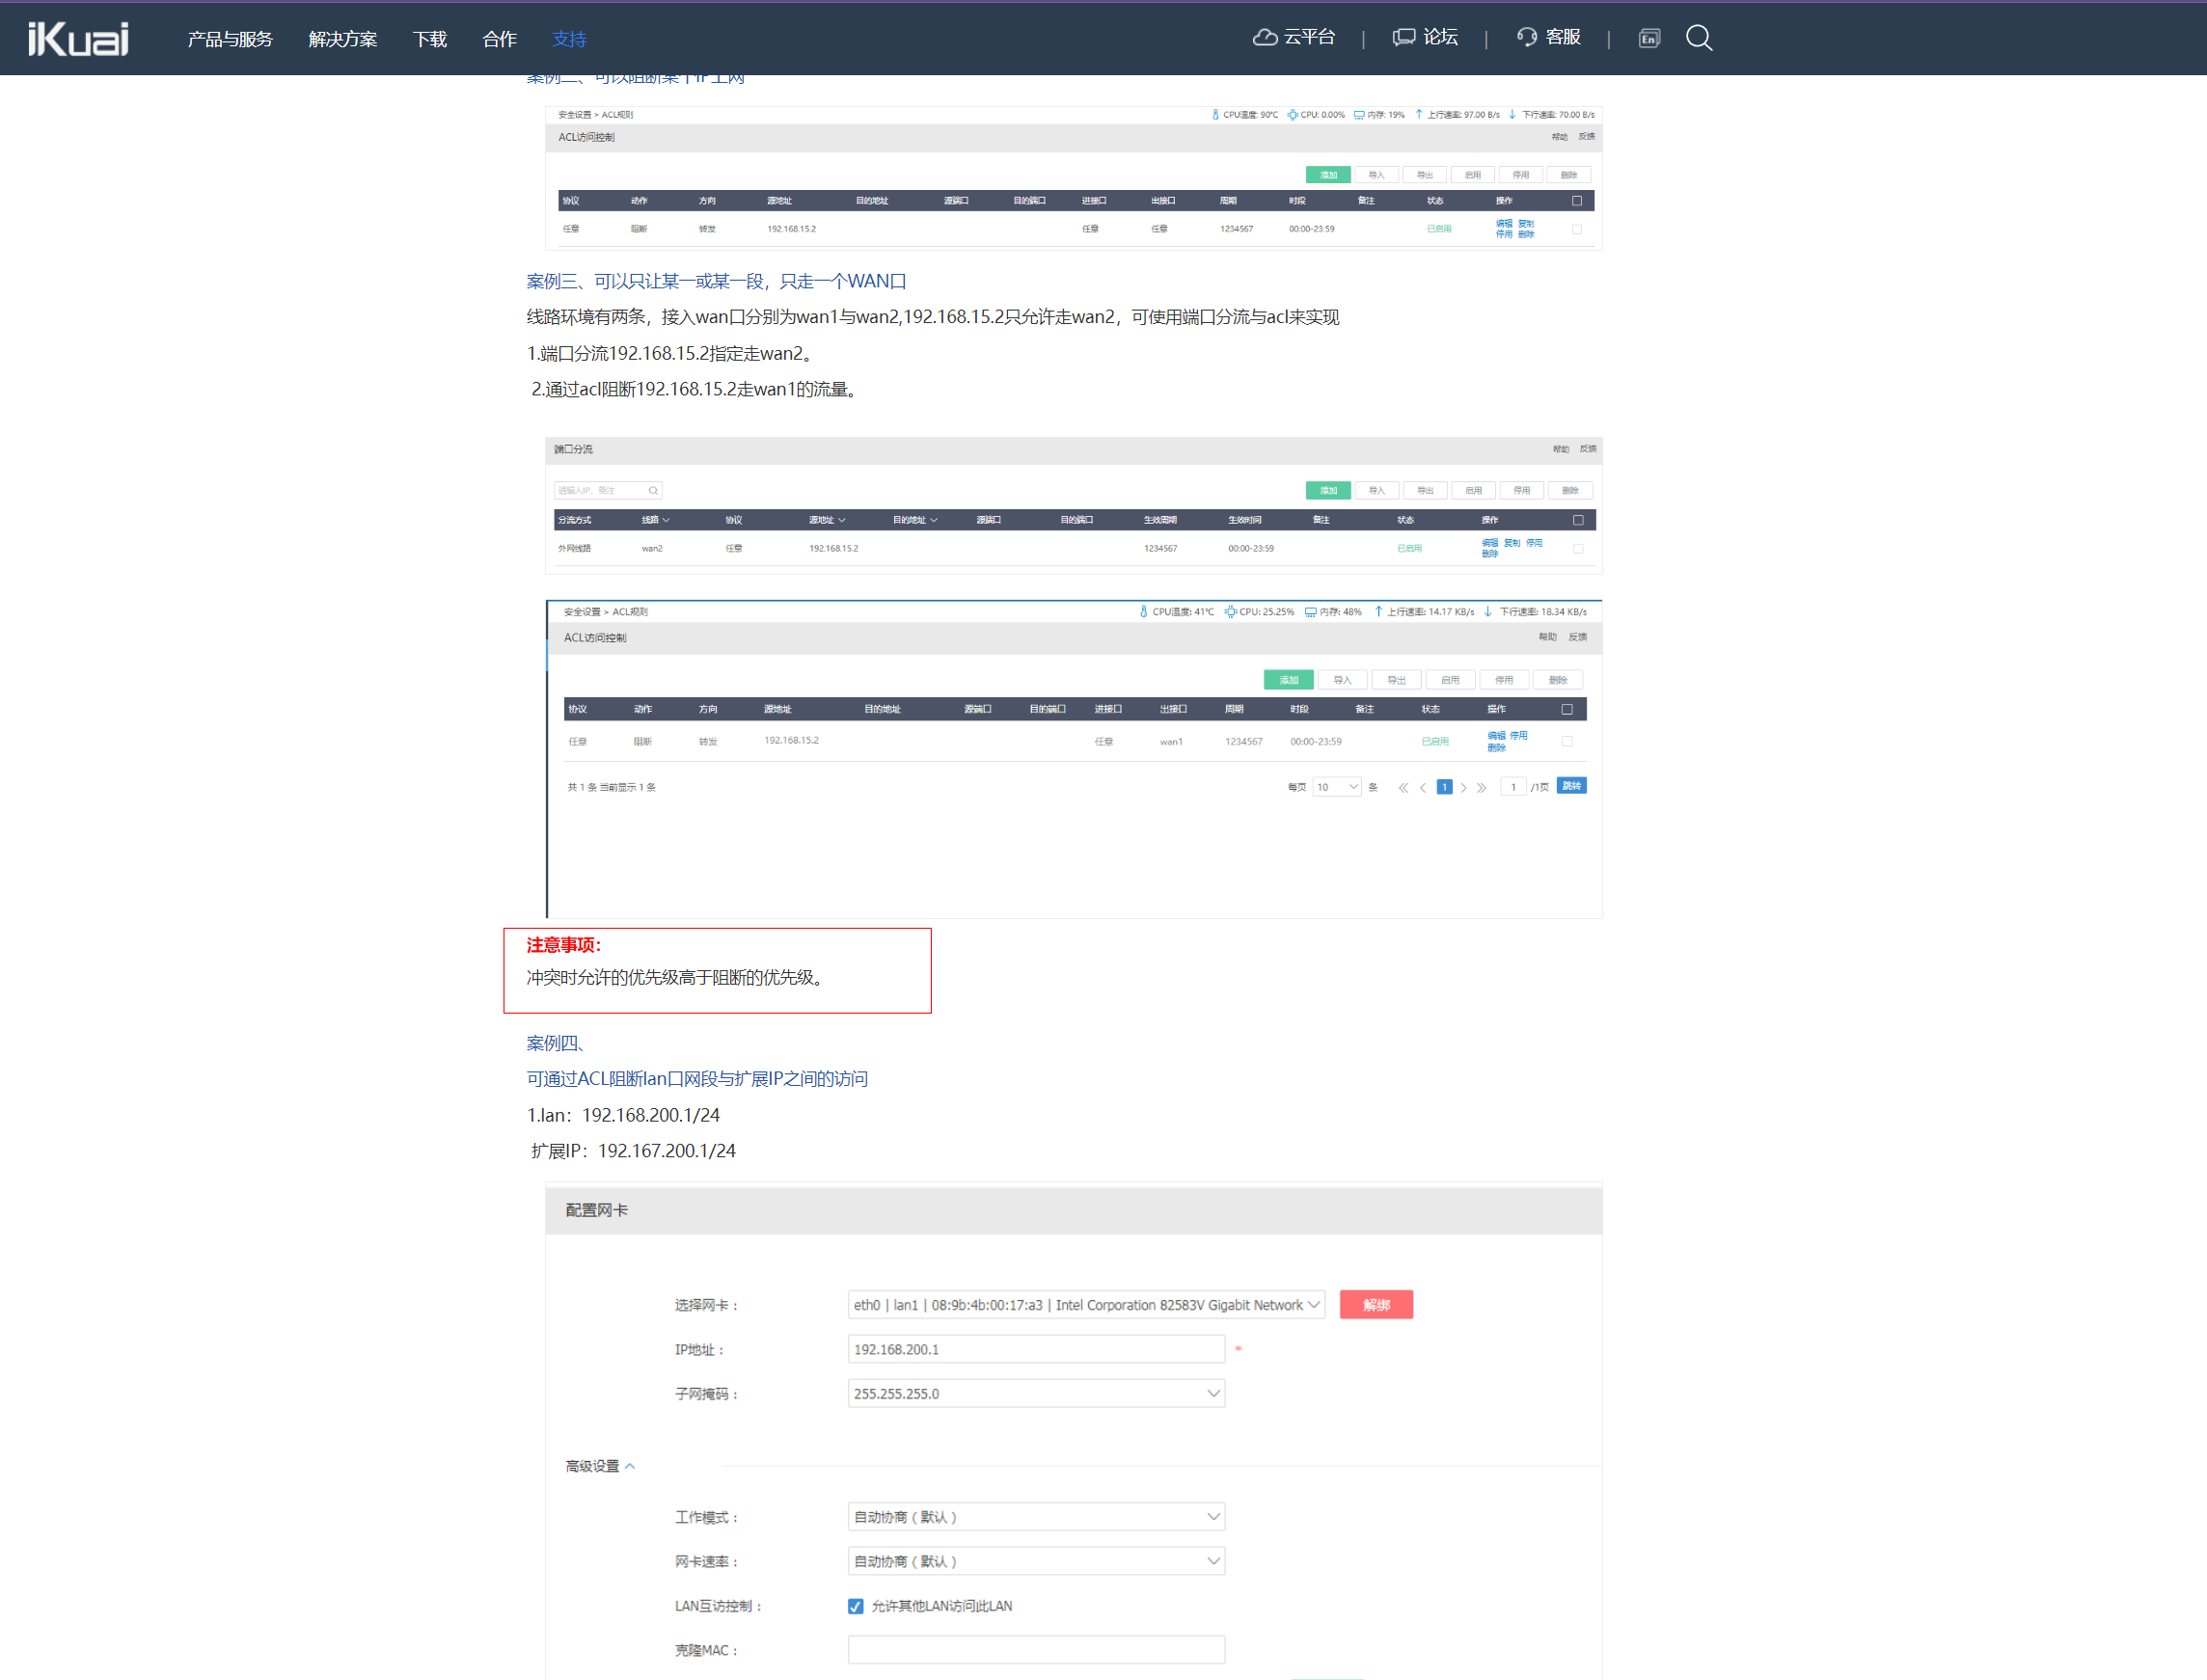 iKuai 产品与服务 解决方案 下载 合作 支持 云平台 | 论坛 | 客服 | En
案例二、可以阻断某个IP上网
安全设置 > ACL规则 CPU温度: 90℃ CPU: 0.00% 内存: 19% 上行速率: 97.00 B/s 下行速率: 70.00 B/s
ACL访问控制 帮助 反馈
添加 导入 导出 启用 停用 删除
协议 动作 方向 源地址 目的地址 源端口 目的端口 进接口 出接口 周期 时段 备注 状态 操作
任意 阻断 转发 192.168.15.2 任意 任意 1234567 00:00-23:59 已启用 编辑 复制
停用 删除
案例三、可以只让某一或某一段，只走一个WAN口
线路环境有两条，接入wan口分别为wan1与wan2,192.168.15.2只允许走wan2，可使用端口分流与acl来实现
1.端口分流192.168.15.2指定走wan2。
2.通过acl阻断192.168.15.2走wan1的流量。
端口分流 帮助 反馈
请输入IP、备注 添加 导入 导出 启用 停用 删除
分流方式 线路 协议 源地址 目的地址 源端口 目的端口 生效周期 生效时间 备注 状态 操作
外网线路 wan2 任意 192.168.15.2 1234567 00:00-23:59 已启用 编辑 复制 停用
删除
安全设置 > ACL规则 CPU温度: 41℃ CPU: 25.25% 内存: 48% 上行速率: 14.17 KB/s 下行速率: 18.34 KB/s
ACL访问控制 帮助 反馈
添加 导入 导出 启用 停用 删除
协议 动作 方向 源地址 目的地址 源端口 目的端口 进接口 出接口 周期 时段 备注 状态 操作
任意 阻断 转发 192.168.15.2 任意 wan1 1234567 00:00-23:59 已启用 编辑 停用
删除
共 1 条 当前显示 1 条 每页 10 条 1 1 /1页 跳转
注意事项：
冲突时允许的优先级高于阻断的优先级。
案例四、
可通过ACL阻断lan口网段与扩展IP之间的访问
1.lan：192.168.200.1/24
扩展IP：192.167.200.1/24
配置网卡
选择网卡： eth0 | lan1 | 08:9b:4b:00:17:a3 | Intel Corporation 82583V Gigabit Network 解绑
IP地址： 192.168.200.1 *
子网掩码： 255.255.255.0
高级设置
工作模式： 自动协商（默认）
网卡速率： 自动协商（默认）
LAN互访控制： 允许其他LAN访问此LAN
克隆MAC：